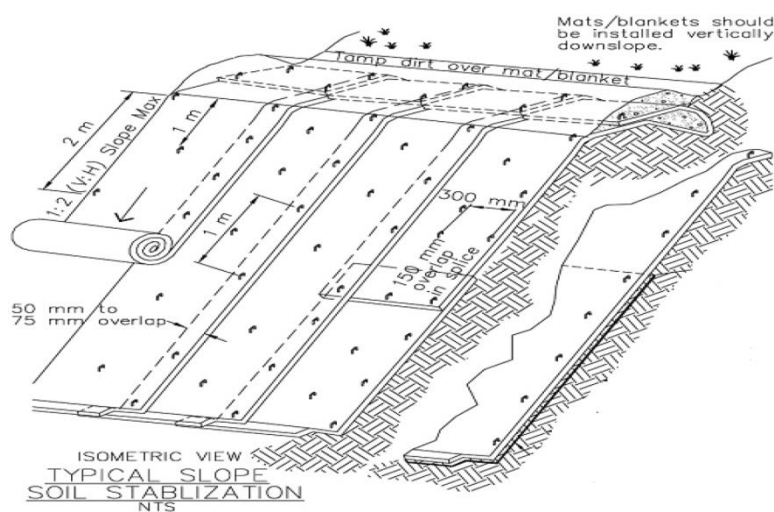 Mats/blankets should
be installed vertically
downslope.
Tamp dirt over mat/blanket
2 m
1 m
1:2 (V:H) Slope Max
300 mm
1 m
150 mm
overlap
in splice
50 mm to
75 mm overlap
ISOMETRIC VIEW
TYPICAL SLOPE
SOIL STABLIZATION
NTS